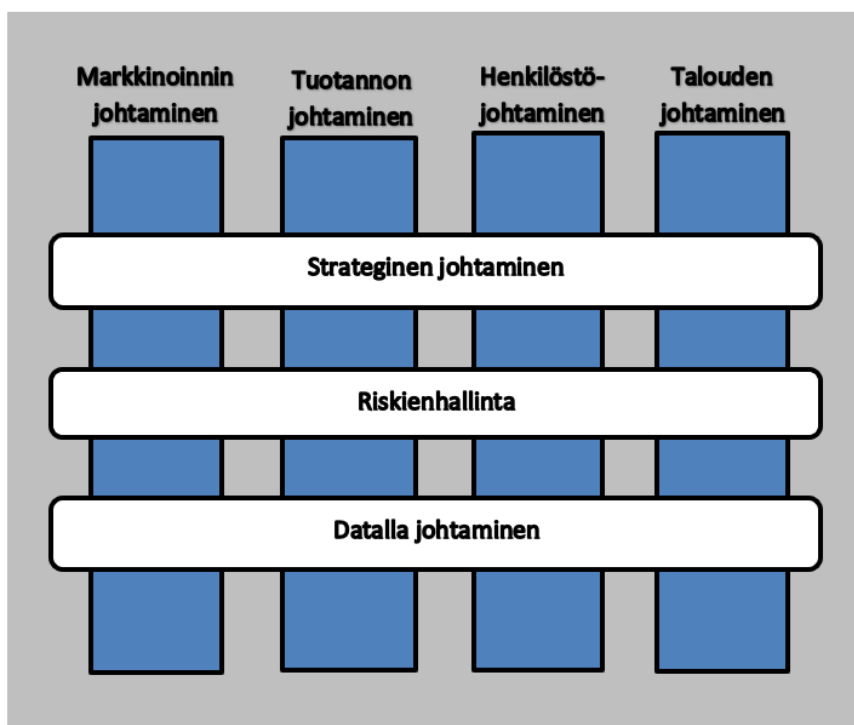 Markkinoinnin
johtaminen
Tuotannon
johtaminen
Henkilöstö-
johtaminen
Talouden
johtaminen
Strateginen johtaminen
Riskienhallinta
Datalla johtaminen